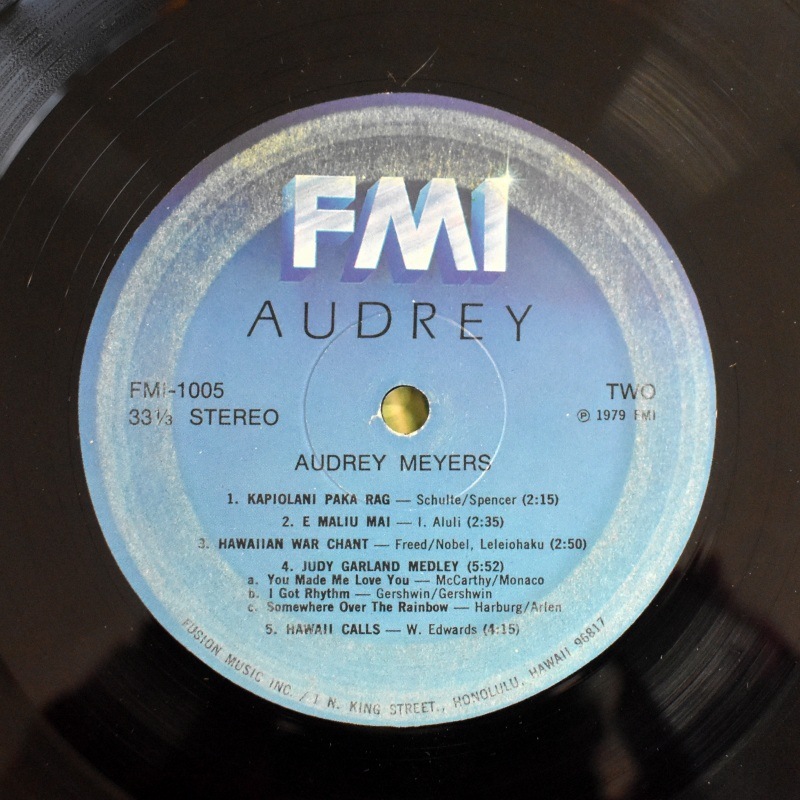 FMI
AUDREY
FMI-1005
TWO
33⅓ STEREO
℗ 1979 FMI
AUDREY MEYERS
1. KAPIOLANI PAKA RAG — Schulte/Spencer (2:15)
2. E MALIU MAI — I. Aluli (2:35)
3. HAWAIIAN WAR CHANT — Freed/Nobel, Leleiohaku (2:50)
4. JUDY GARLAND MEDLEY (5:52)
a. You Made Me Love You — McCarthy/Monaco
b. I Got Rhythm — Gershwin/Gershwin
c. Somewhere Over The Rainbow — Harburg/Arlen
5. HAWAII CALLS — W. Edwards (4:15)
FUSION MUSIC INC. / 1 N. KING STREET., HONOLULU, HAWAII 96817